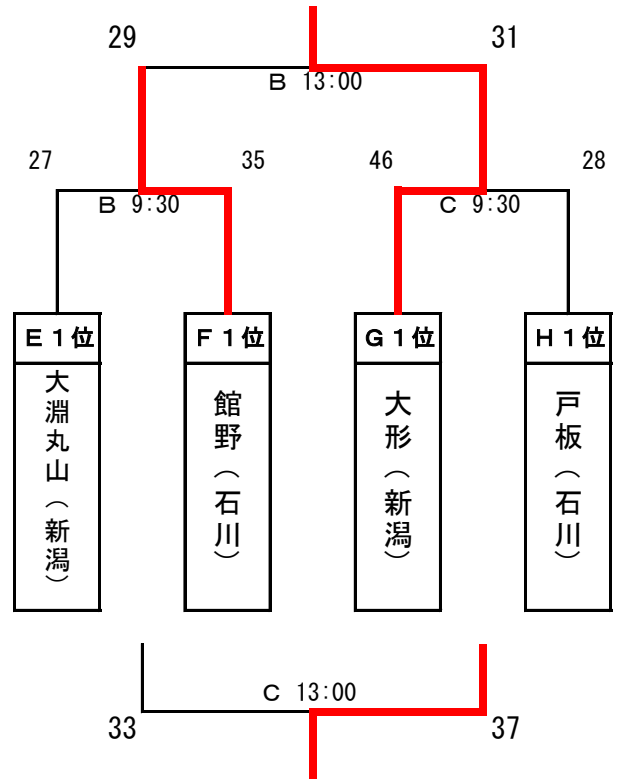 29
31
B 13:00
27
35
46
28
B 9:30
C 9:30
E1位
F1位
G1位
H1位
大淵丸山（新潟）
館野（石川）
大形（新潟）
戸板（石川）
C 13:00
33
37